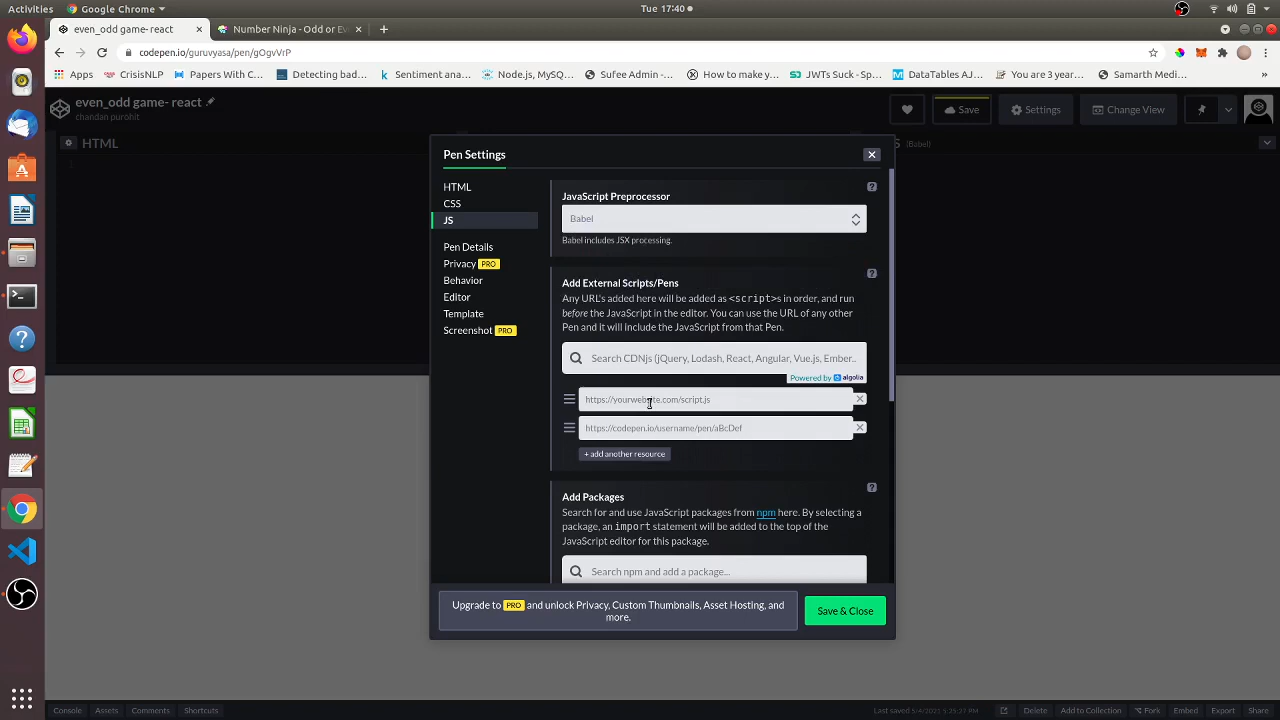 Activities
Google Chrome
Tue 17:40
even_odd game- react
Number Ninja - Odd or Ev
codepen.io/guruvyasa/pen/gOgvVrP
Apps
CrisisNLP
Papers With C...
Detecting bad...
Sentiment ana...
Node.js, MySQ...
Sufee Admin -...
How to make y...
JWTs Suck - Sp...
DataTables AJ...
You are 3 year...
Samarth Medi...
»
even_odd game- react
chandan purohit
Save
Settings
Change View
HTML
(Babel)
1
Pen Settings
HTML
CSS
JS
Pen Details
Privacy PRO
Behavior
Editor
Template
Screenshot PRO
JavaScript Preprocessor
Babel
Babel includes JSX processing.
Add External Scripts/Pens
Any URL's added here will be added as <script>s in order, and run
before the JavaScript in the editor. You can use the URL of any other
Pen and it will include the JavaScript from that Pen.
Search CDNjs (jQuery, Lodash, React, Angular, Vue.js, Ember..
Powered by algolia
https://yourwebsite.com/script.js
https://codepen.io/username/pen/aBcDef
+ add another resource
Add Packages
Search for and use JavaScript packages from npm here. By selecting a
package, an import statement will be added to the top of the
JavaScript editor for this package.
Search npm and add a package...
Upgrade to PRO and unlock Privacy, Custom Thumbnails, Asset Hosting, and
more.
Save & Close
Console
Assets
Comments
Shortcuts
Delete
Add to Collection
Fork
Embed
Export
Share